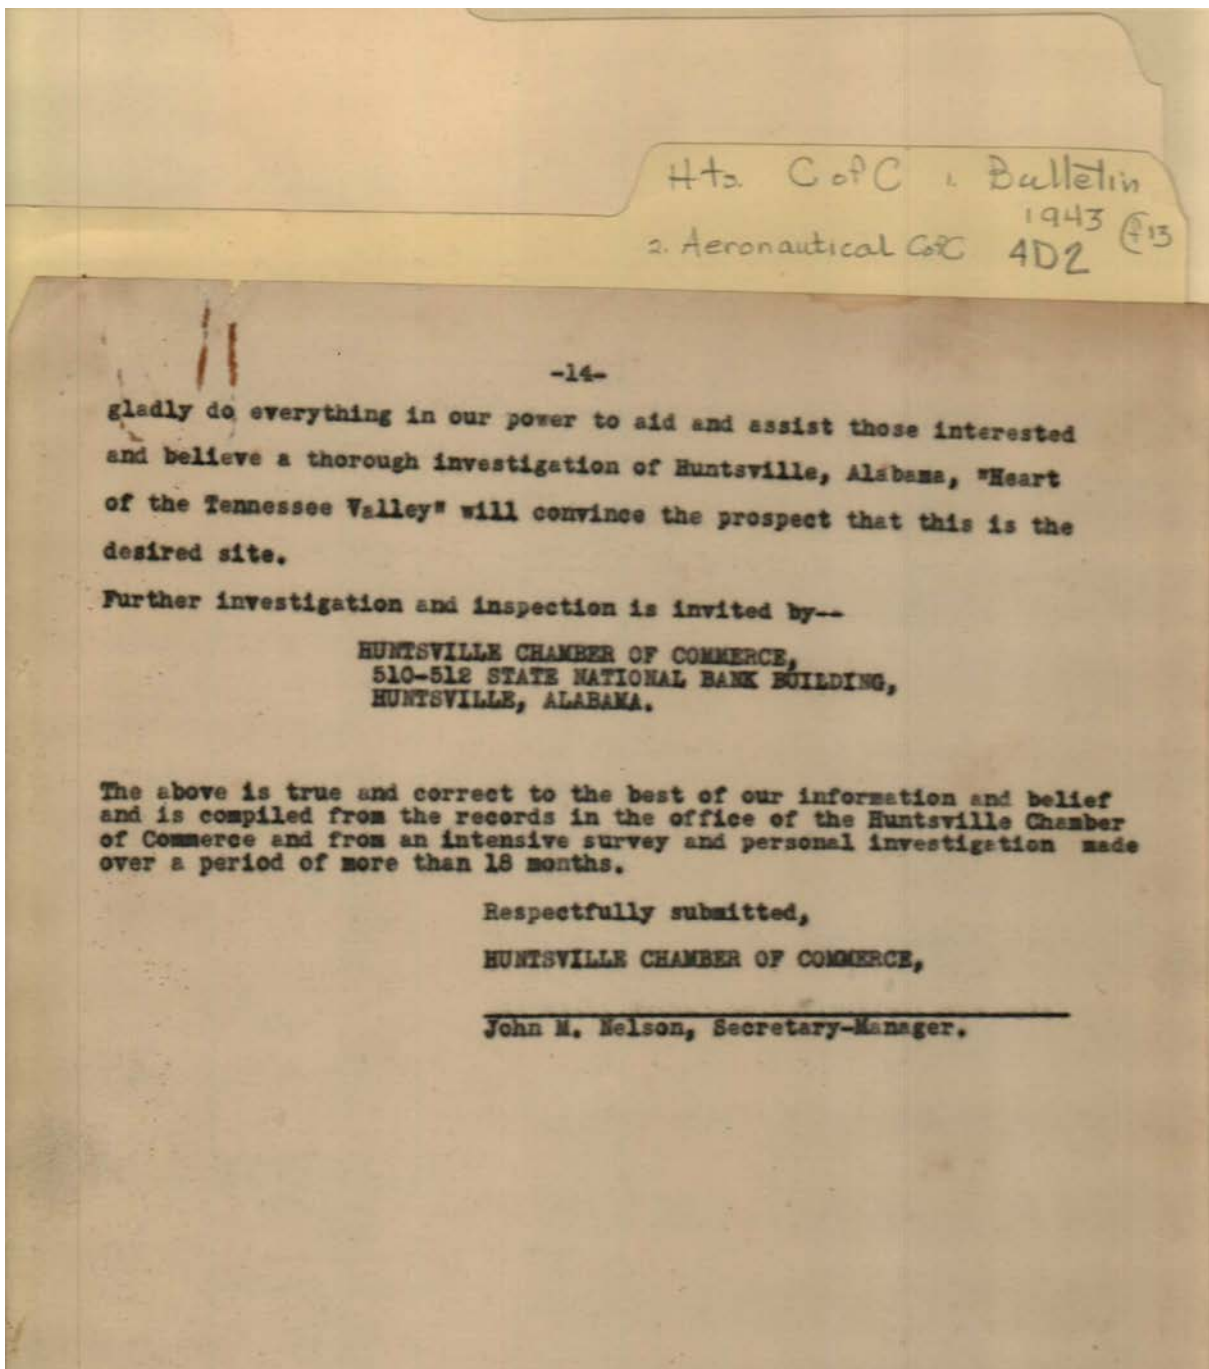 Hts. C of C 1. Bulletin
1943
2. Aeronautical CofC 4D2 f13
-14-
gladly do everything in our power to aid and assist those interested
and believe a thorough investigation of Huntsville, Alabama, "Heart
of the Tennessee Valley" will convince the prospect that this is the
desired site.
Further investigation and inspection is invited by--
HUNTSVILLE CHAMBER OF COMMERCE,
510-512 STATE NATIONAL BANK BUILDING,
HUNTSVILLE, ALABAMA.
The above is true and correct to the best of our information and belief
and is compiled from the records in the office of the Huntsville Chamber
of Commerce and from an intensive survey and personal investigation made
over a period of more than 18 months.
Respectfully submitted,
HUNTSVILLE CHAMBER OF COMMERCE,
John M. Nelson, Secretary-Manager.